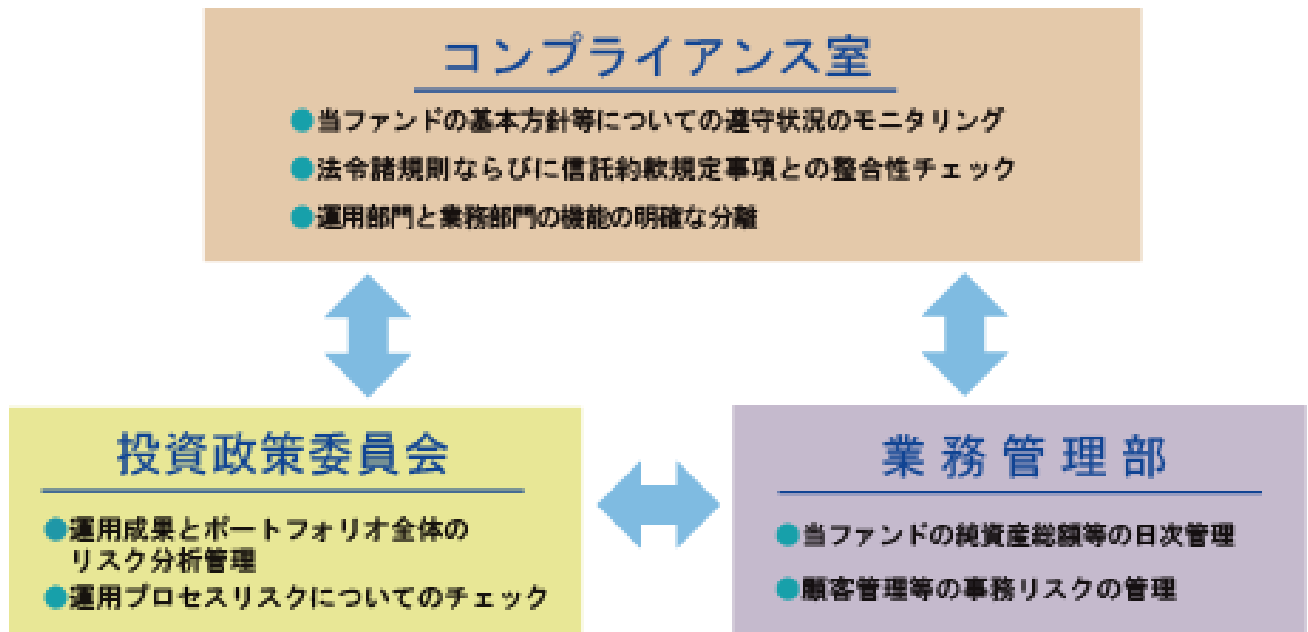 コンプライアンス室
●当ファンドの基本方針等についての遵守状況のモニタリング
●法令諸規則ならびに信託約款規定事項との整合性チェック
●運用部門と業務部門の機能の明確な分離
投資政策委員会
●運用成果とポートフォリオ全体の
リスク分析管理
●運用プロセスリスクについてのチェック
業務管理部
●当ファンドの純資産総額等の日次管理
●顧客管理等の事務リスクの管理